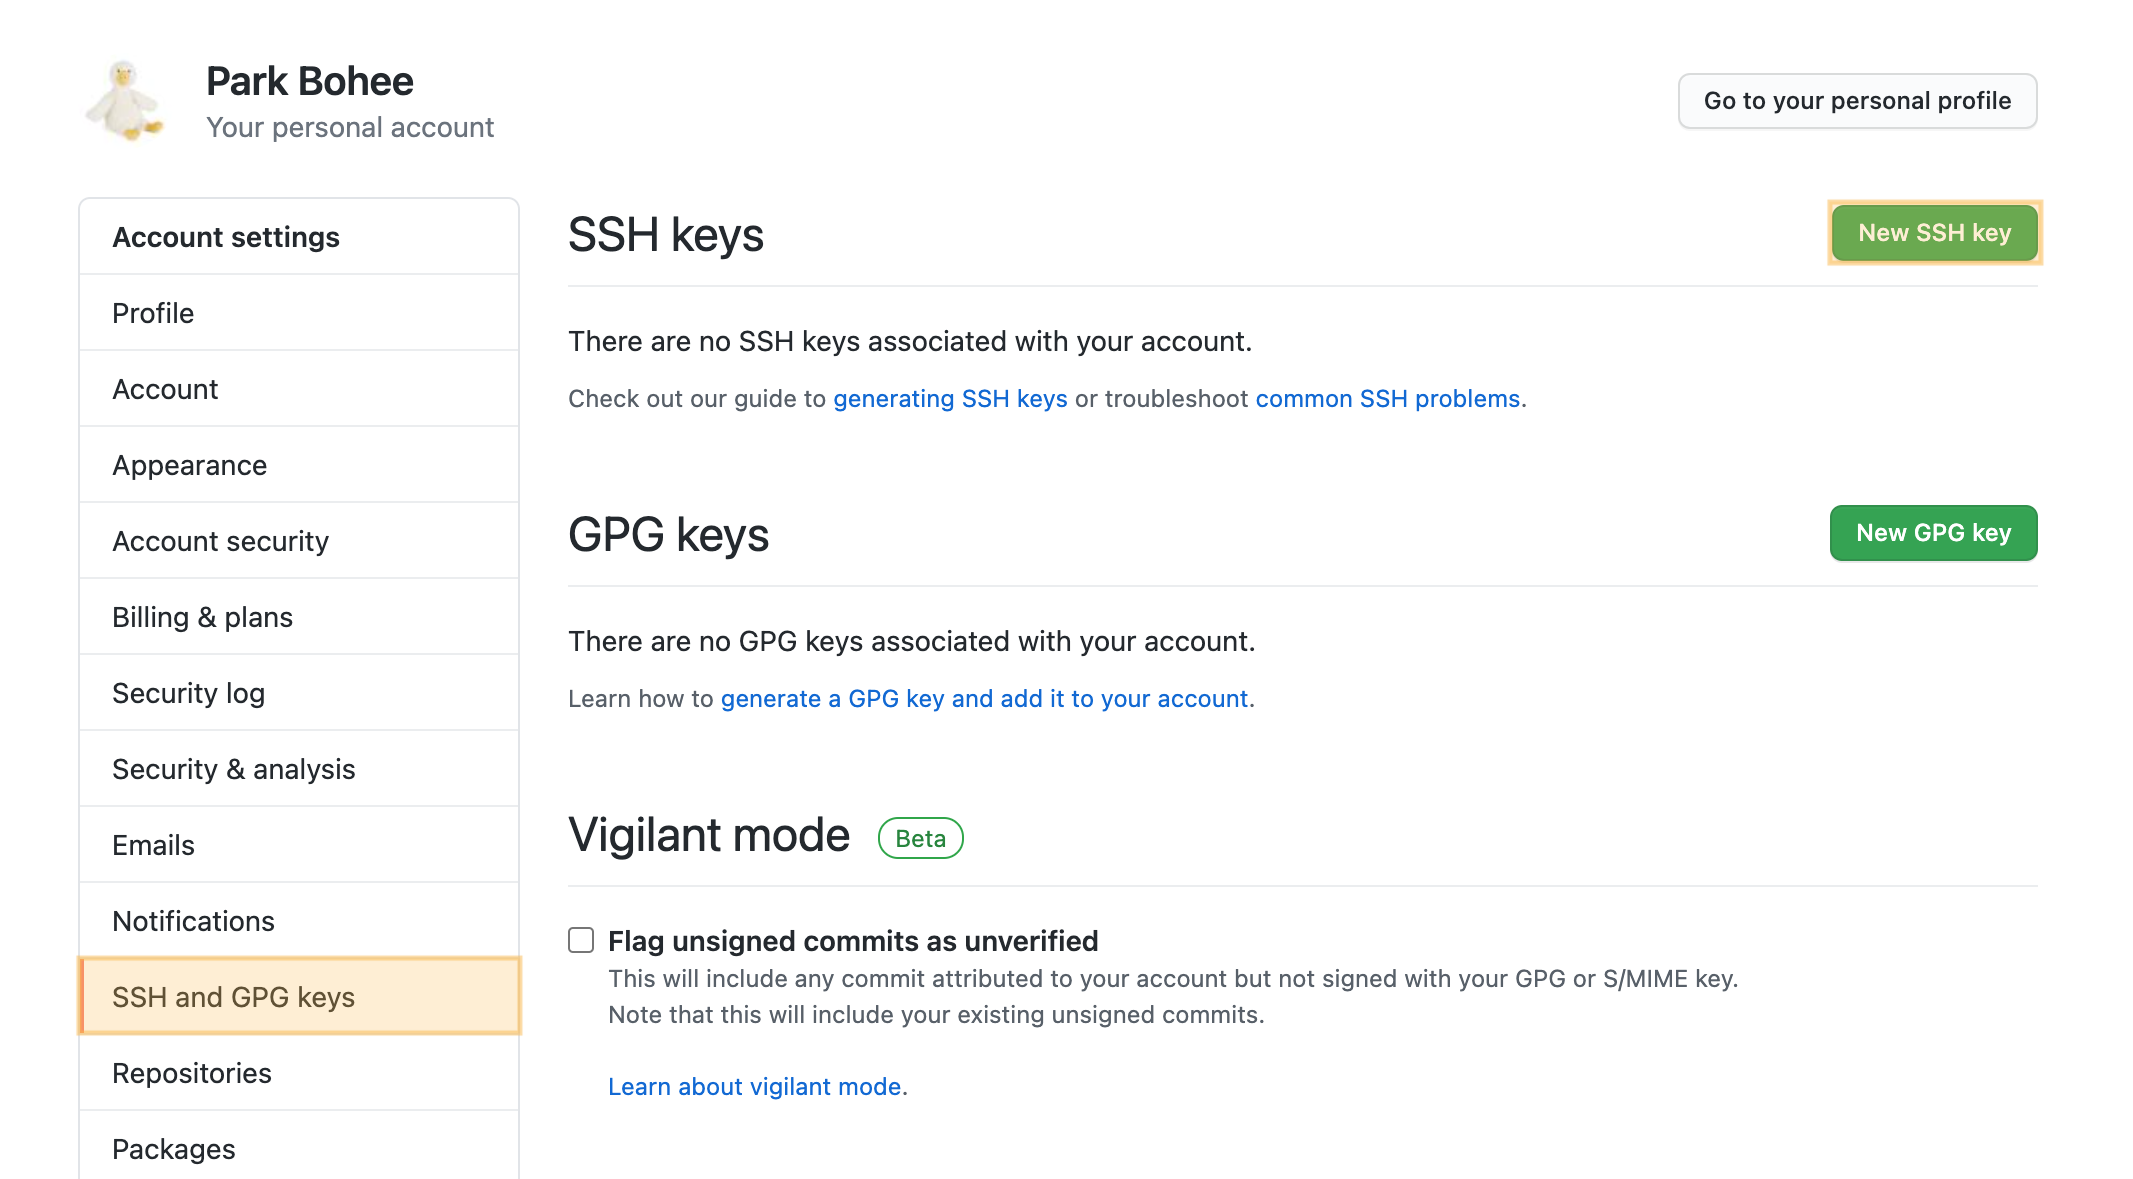 Park Bohee
Your personal account
Go to your personal profile
Account settings
Profile
Account
Appearance
Account security
Billing & plans
Security log
Security & analysis
Emails
Notifications
SSH and GPG keys
Repositories
Packages
SSH keys
New SSH key
There are no SSH keys associated with your account.
Check out our guide to generating SSH keys or troubleshoot common SSH problems.
GPG keys
New GPG key
There are no GPG keys associated with your account.
Learn how to generate a GPG key and add it to your account.
Vigilant mode Beta
Flag unsigned commits as unverified
This will include any commit attributed to your account but not signed with your GPG or S/MIME key.
Note that this will include your existing unsigned commits.
Learn about vigilant mode.